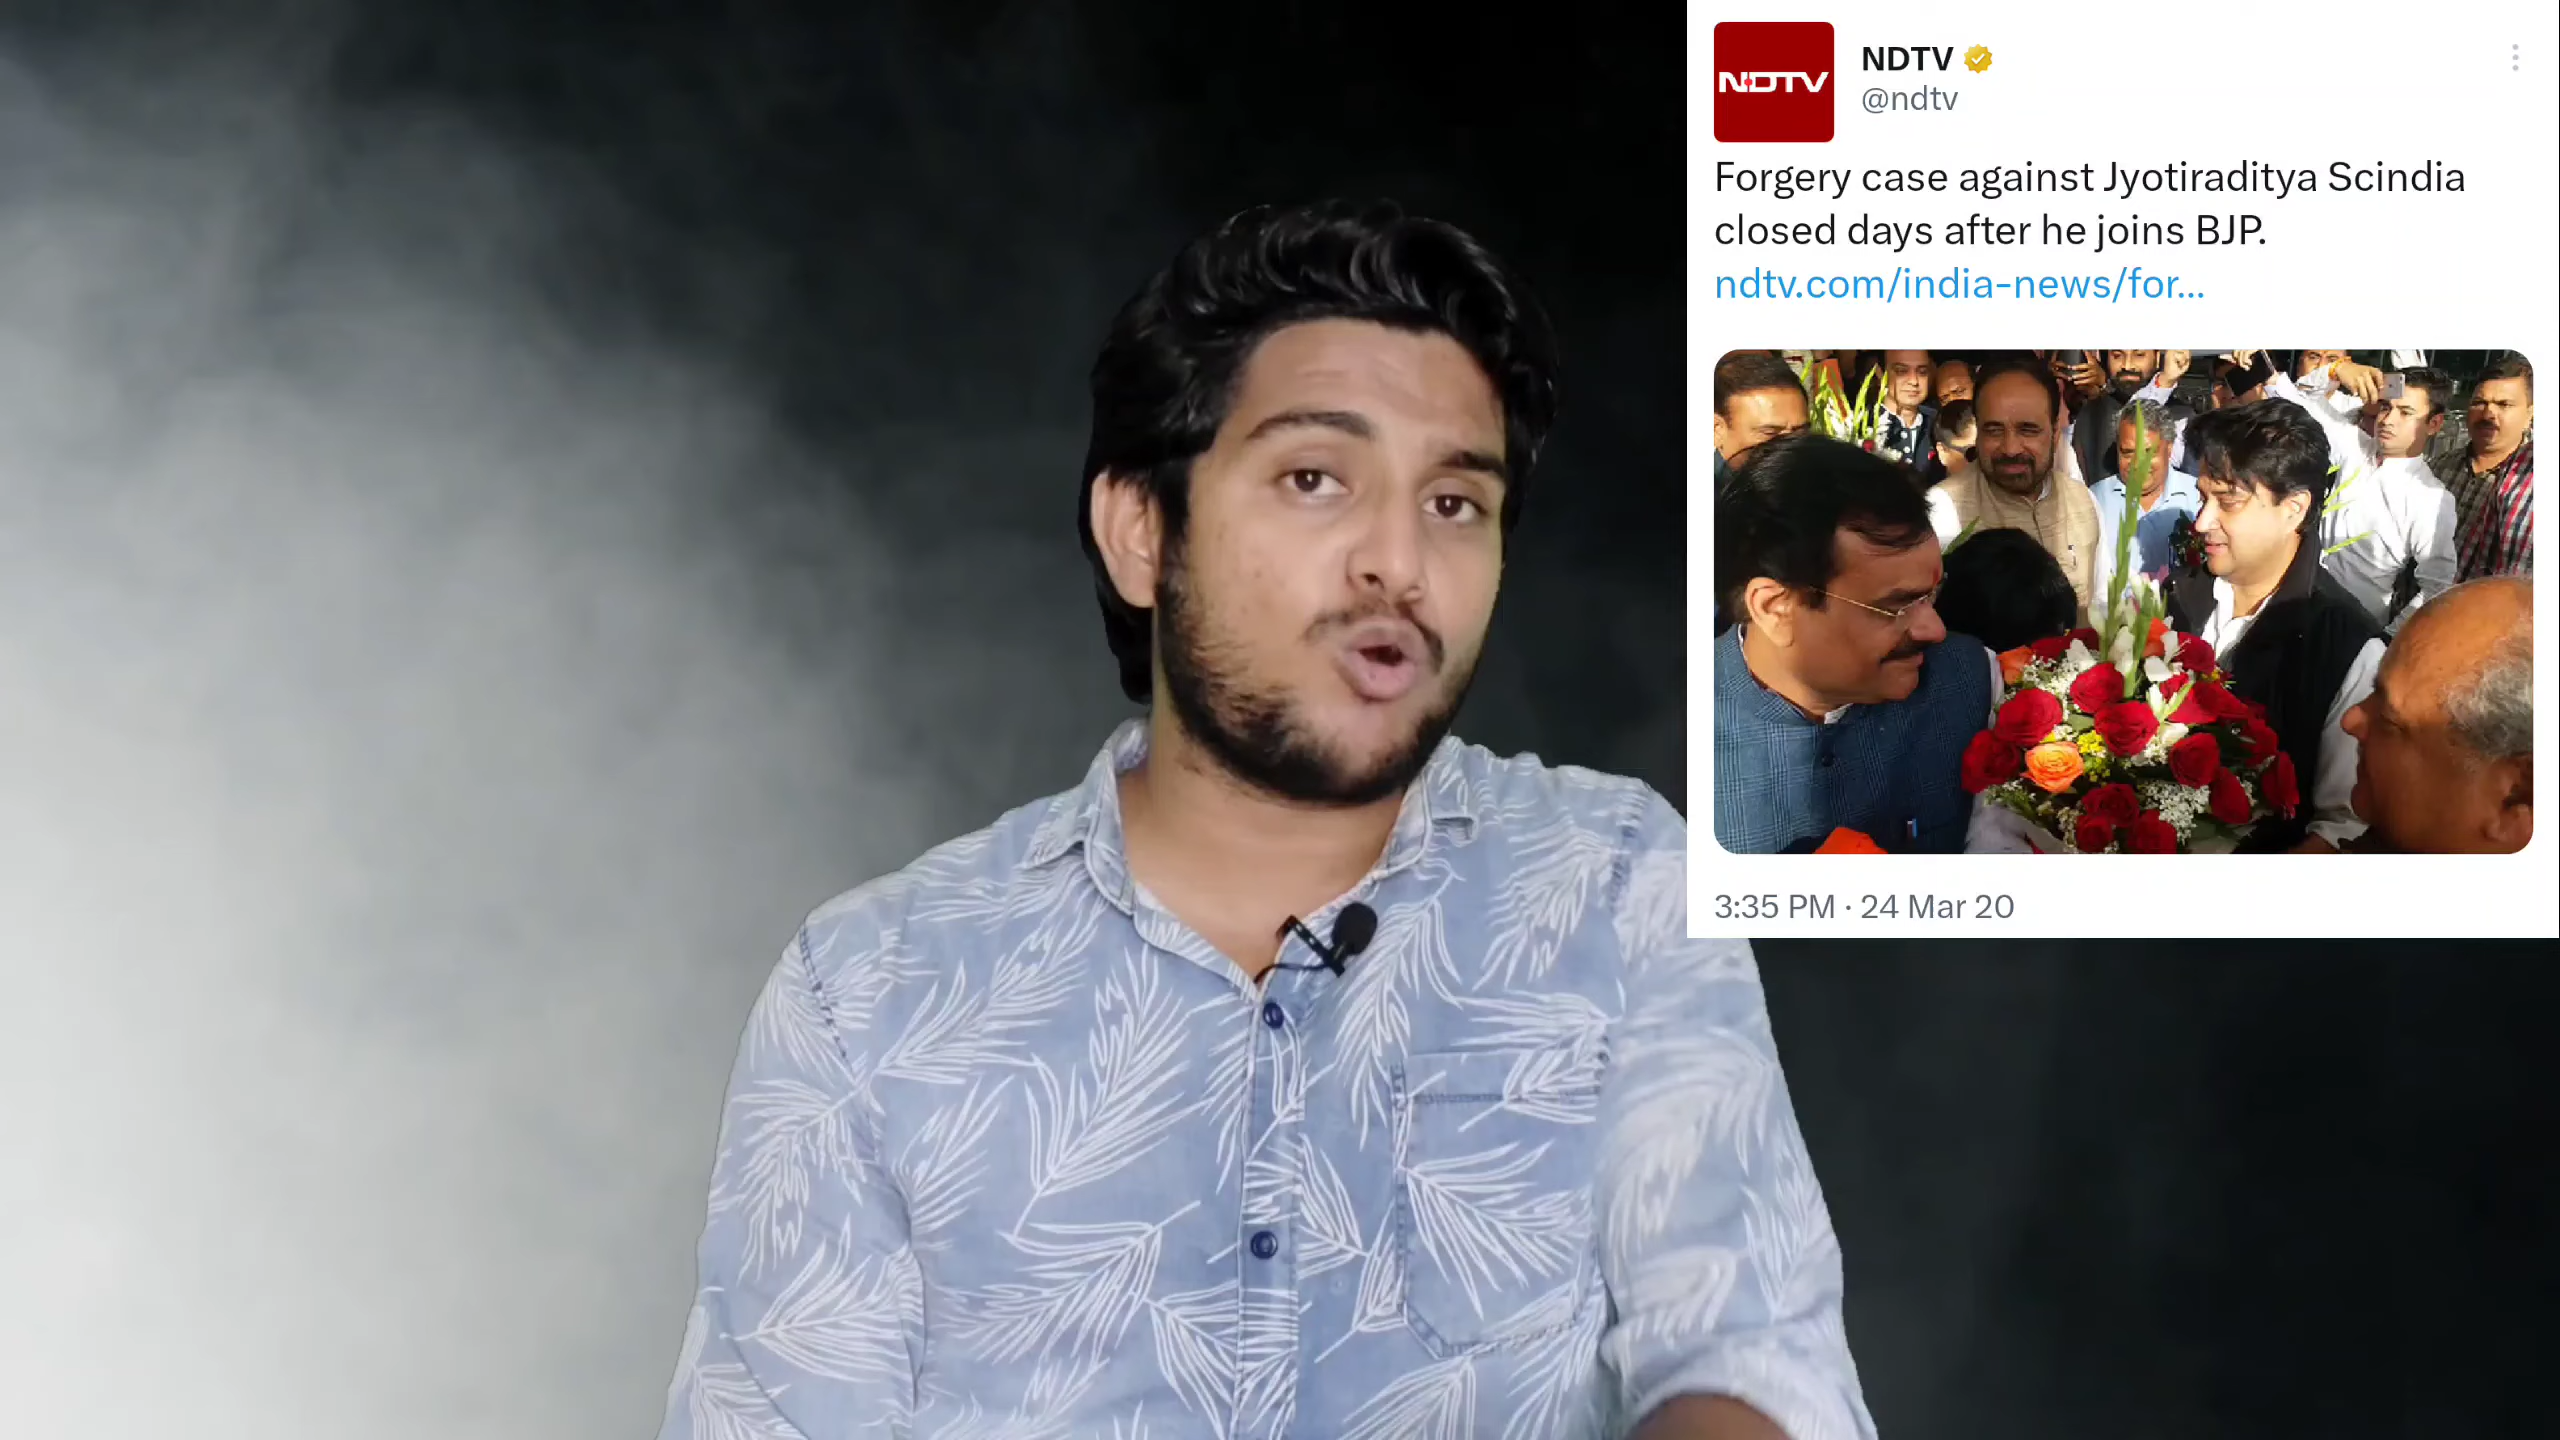 NDTV
NDTV
@ndtv
Forgery case against Jyotiraditya Scindia
closed days after he joins BJP.
ndtv.com/india-news/for...
3:35 PM · 24 Mar 20